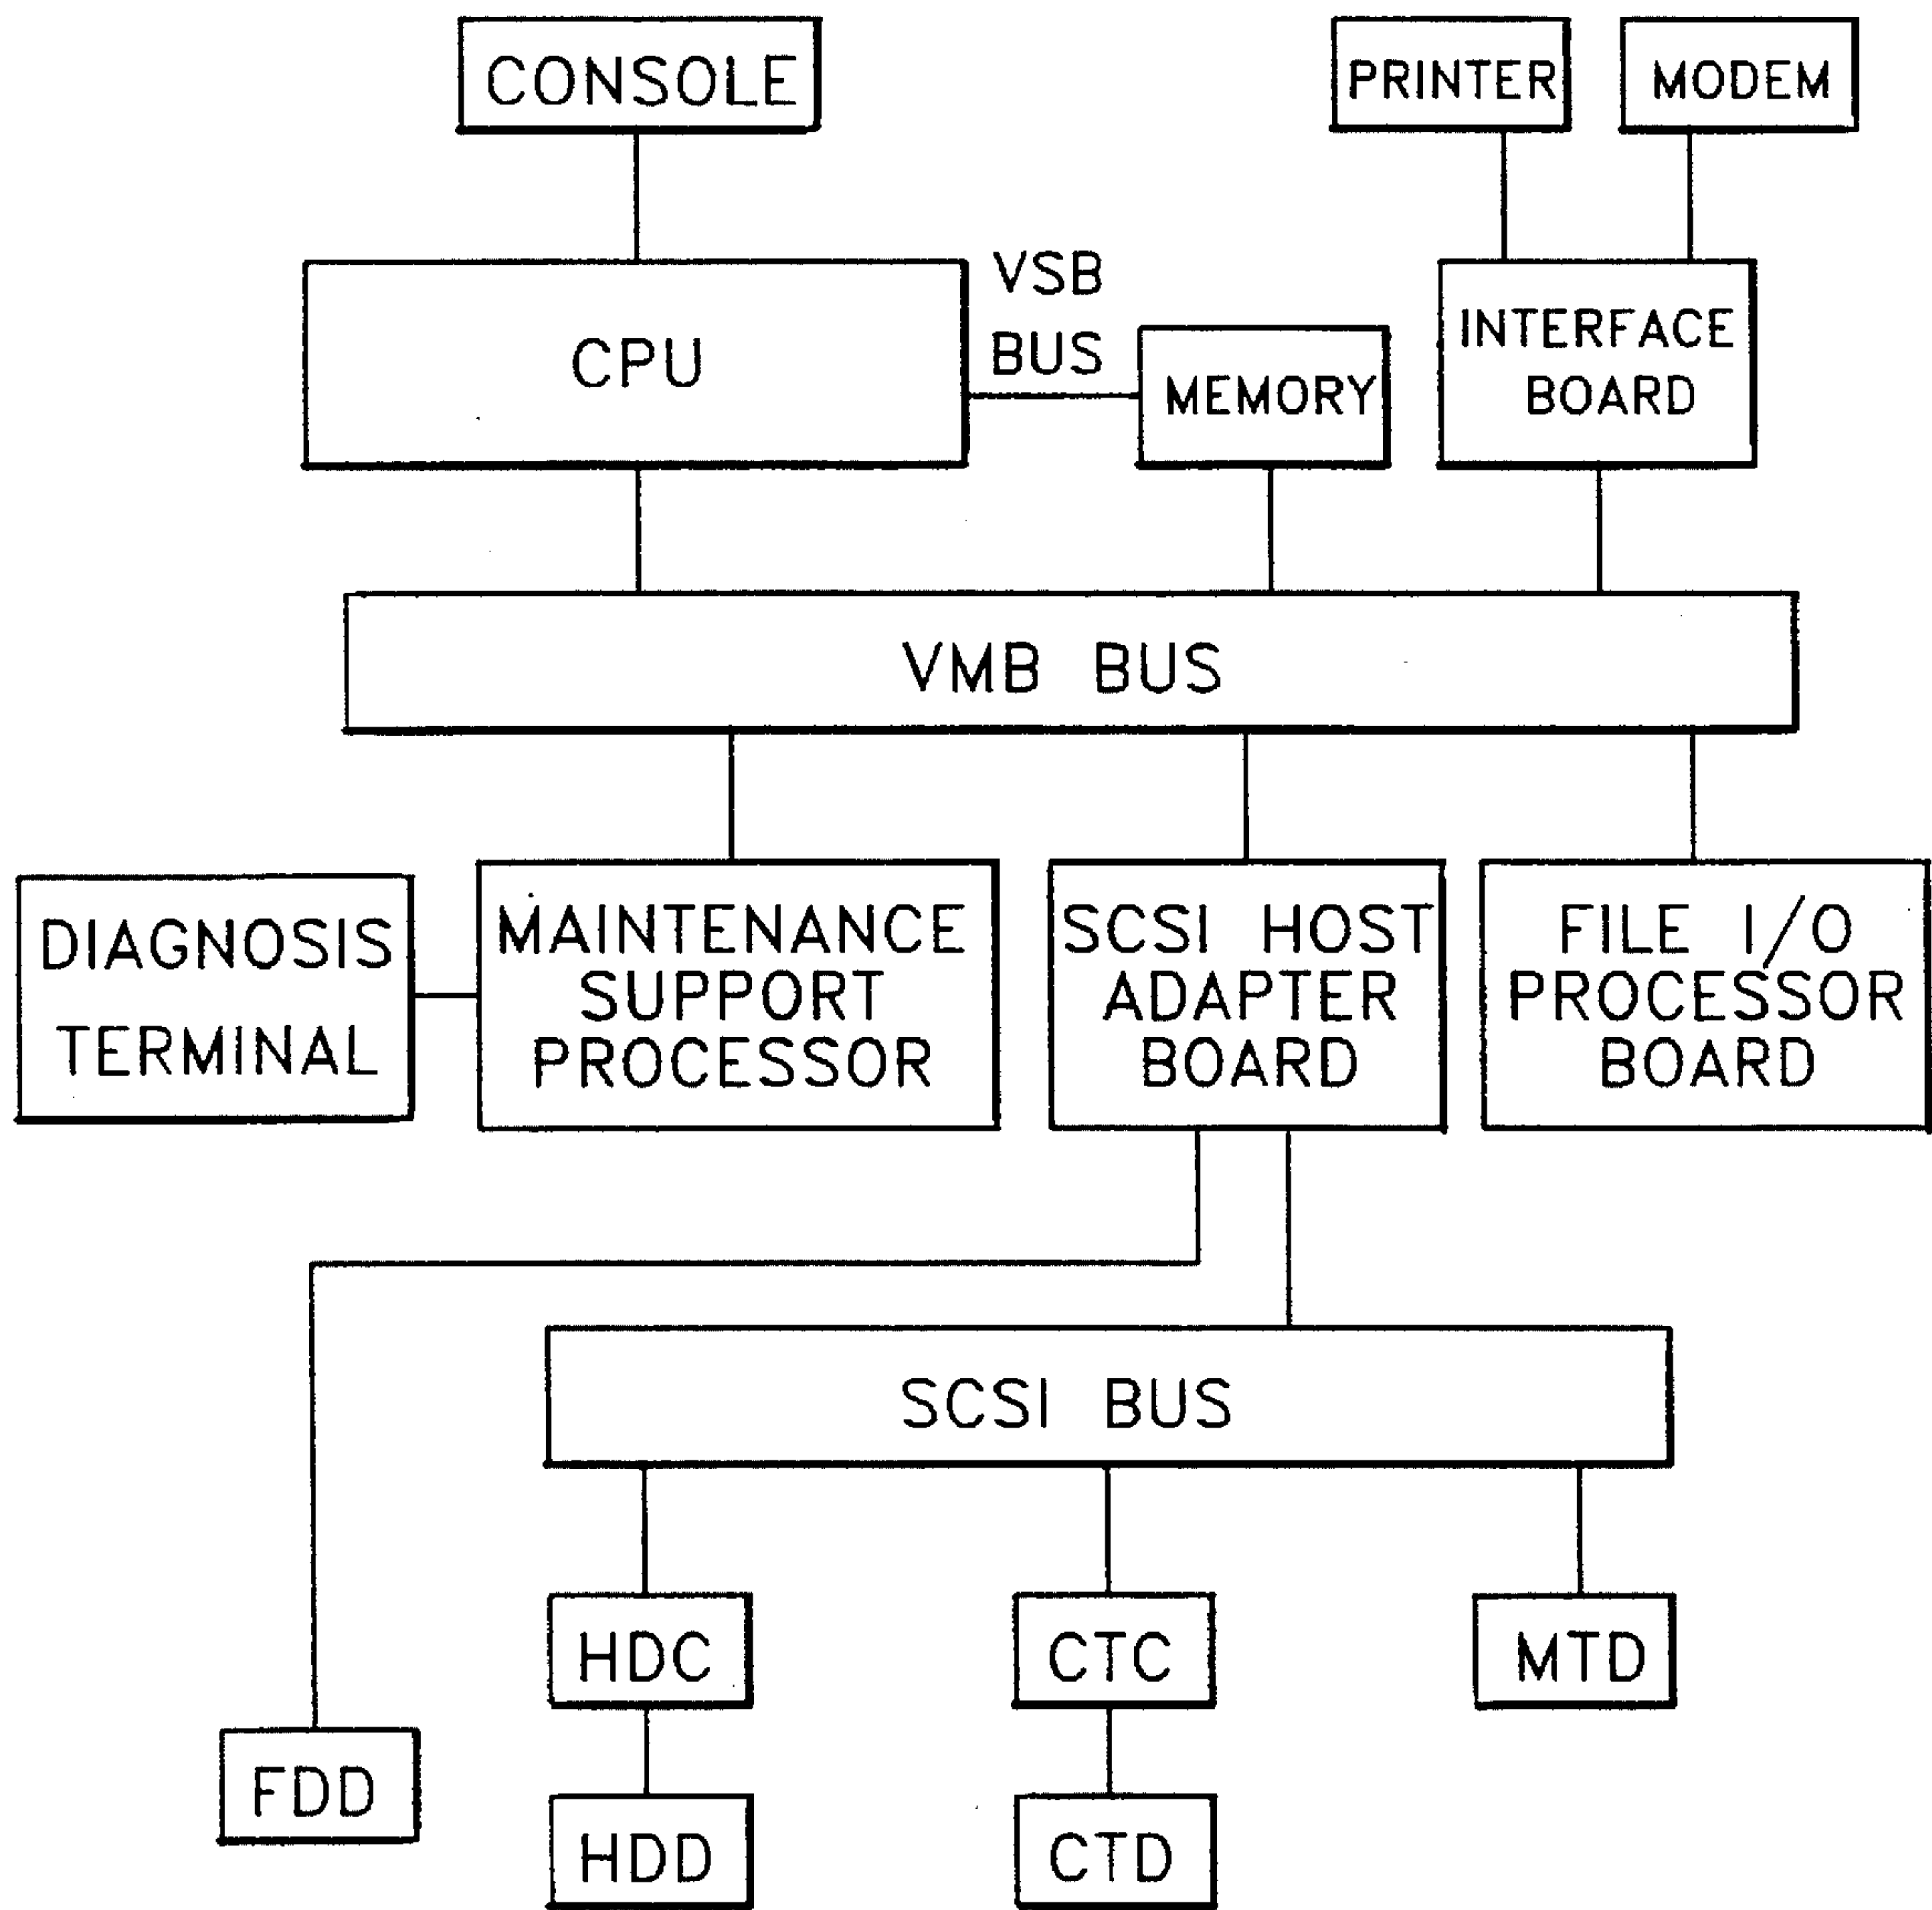 CONSOLE
PRINTER
MODEM
CPU
VSB
BUS
MEMORY
INTERFACE
BOARD
VMB BUS
DIAGNOSIS
TERMINAL
MAINTENANCE
SUPPORT
PROCESSOR
SCSI HOST
ADAPTER
BOARD
FILE I/O
PROCESSOR
BOARD
SCSI BUS
HDC
CTC
MTD
FDD
HDD
CTD